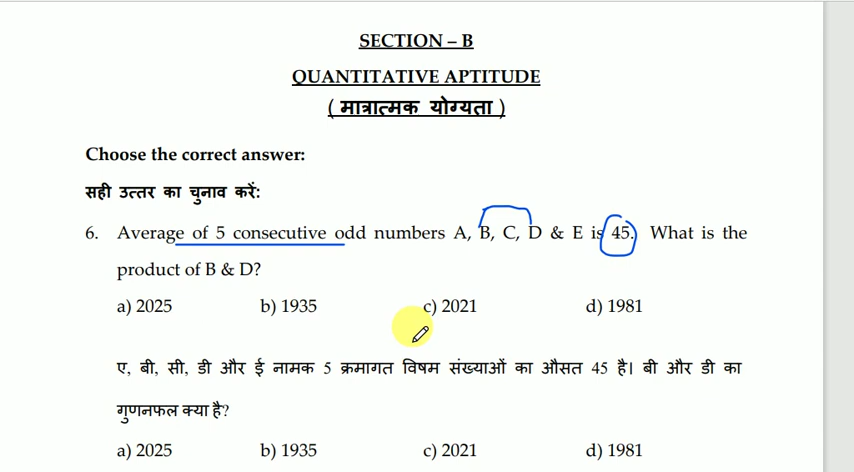 SECTION – B
QUANTITATIVE APTITUDE
( मात्रात्मक योग्यता )
Choose the correct answer:
सही उत्तर का चुनाव करें:
6. Average of 5 consecutive odd numbers A, B, C, D & E is 45. What is the
product of B & D?
a) 2025 b) 1935 c) 2021 d) 1981
ए, बी, सी, डी और ई नामक 5 क्रमागत विषम संख्याओं का औसत 45 है। बी और डी का
गुणनफल क्या है?
a) 2025 b) 1935 c) 2021 d) 1981